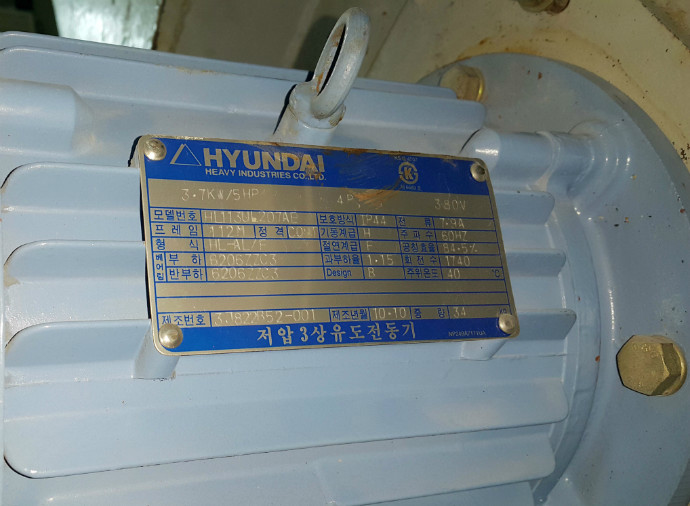 HYUNDAI
HEAVY INDUSTRIES CO.,LTD.
3.7KW/5HP 4P 380V
모델번호 보호방식 IP44 전 류 7.9A
프레임 112M 정 격 CONT 기동계급 H 주 파 수 60HZ
형 식 HL-AL/F 절연계급 F 공칭효율 84.5%
베어링 부 하 6206ZZC3 과부하율 1.15 회 전 수 1740
반부하 6206ZZC3 Design B 주위온도 40 °C
제조번호 제조년월 10.10 중 량 34
저압3상유도전동기